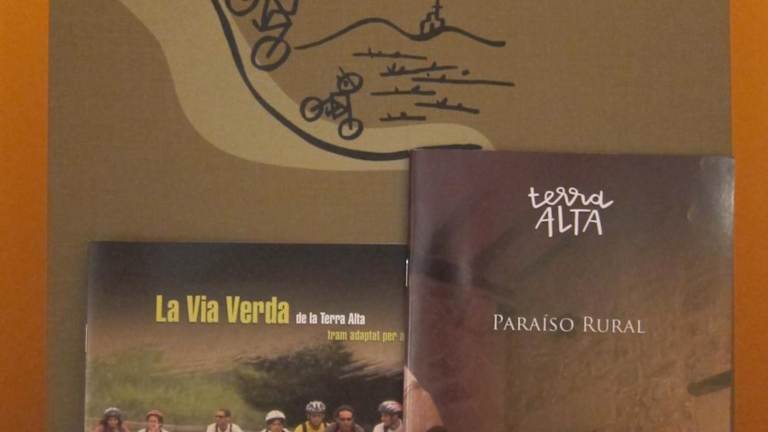 La Via Verda de la Terra Alta
tram adaptat per a
terra
ALTA
PARAÍSO RURAL